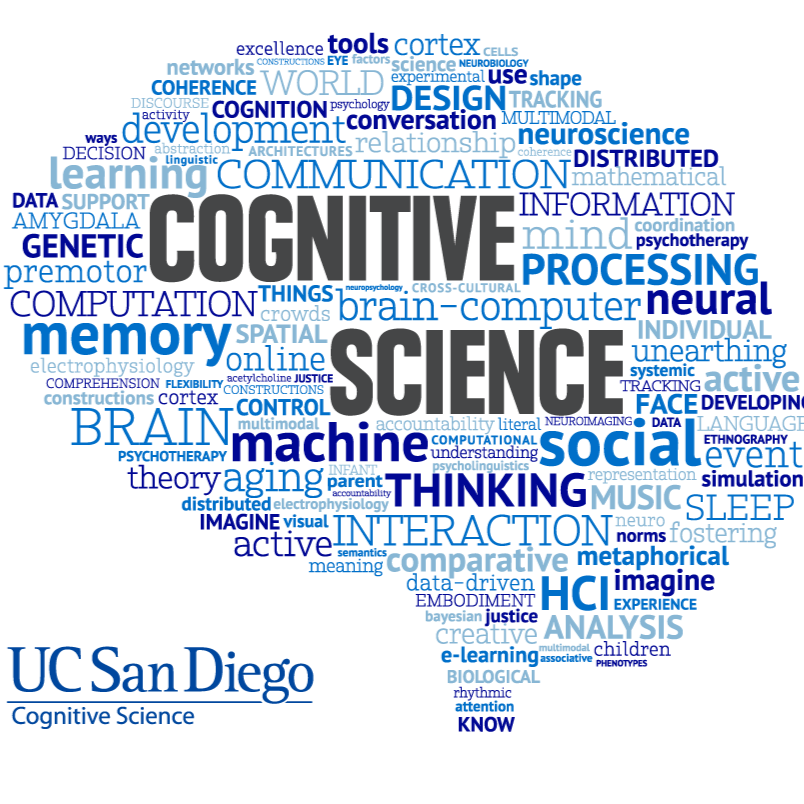 excellence tools cortex CELLS
CONSTRUCTIONS EYE factors science NEUROBIOLOGY
networks WORLD experimental use shape
COHERENCE DESIGN TRACKING
DISCOURSE COGNITION psychology MULTIMODAL
activity development conversation neuroscience
ways abstraction ARCHITECTURES relationship coherence DISTRIBUTED
DECISION linguistic
learning COMMUNICATION mathematical
DATA SUPPORT INFORMATION
AMYGDALA COGNITIVE mind coordination
GENETIC psychotherapy
premotor neuropsychology CROSS-CULTURAL PROCESSING
COMPUTATION THINGS brain-computer neural
crowds
memory SPATIAL SCIENCE INDIVIDUAL
electrophysiology online unearthing
COMPREHENSION FLEXIBILITY acetylcholine JUSTICE systemic
constructions cortex CONSTRUCTIONS TRACKING active
CONTROL FACE DEVELOPING
BRAIN multimodal accountability literal NEUROIMAGING DATA LANGUAGE
PSYCHOTHERAPY machine COMPUTATIONAL social ETHNOGRAPHY
understanding event
theory aging INFANT psycholinguistics representation simulation
parent
accountability THINKING MUSIC SLEEP
distributed electrophysiology
IMAGINE visual INTERACTION neuro fostering
active norms
semantics
meaning comparative metaphorical
data-driven HCI imagine
EMBODIMENT EXPERIENCE
bayesian justice ANALYSIS
creative
e-learning multimodal children
associative PHENOTYPES
BIOLOGICAL
rhythmic
attention
KNOW
UC San Diego
Cognitive Science